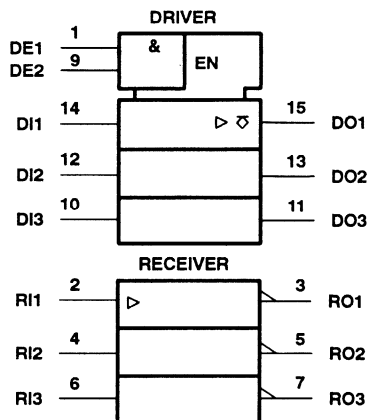 DRIVER
DE1 1 &
DE2 9 EN
DI1 14 15 DO1
DI2 12 13 DO2
DI3 10 11 DO3
RECEIVER
RI1 2 3 RO1
RI2 4 5 RO2
RI3 6 7 RO3